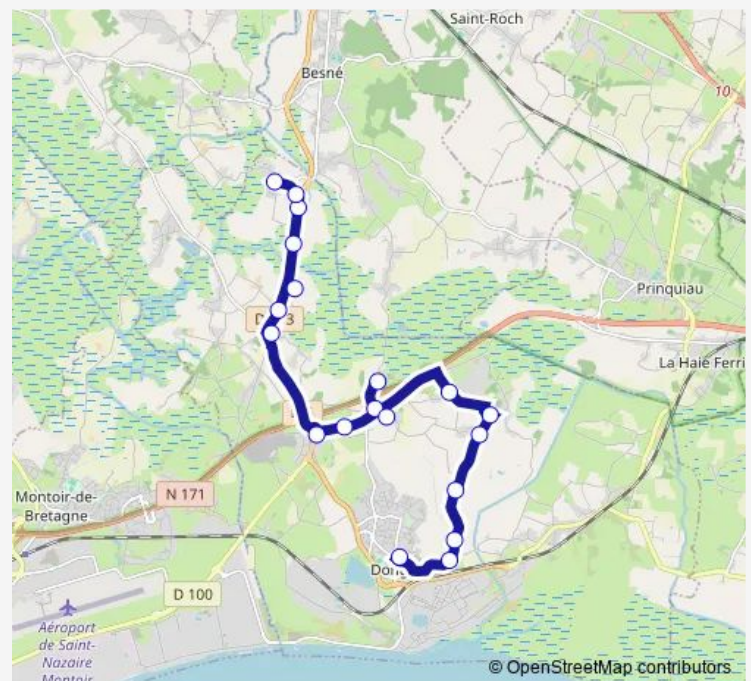 Saint-Roch
Besné
10
Prinquiau
La Haie Ferri
N 171
Montoir-de-
Bretagne
D 100
Aéroport
de Saint-
Nazaire
Montoir
© OpenStreetMap contributors